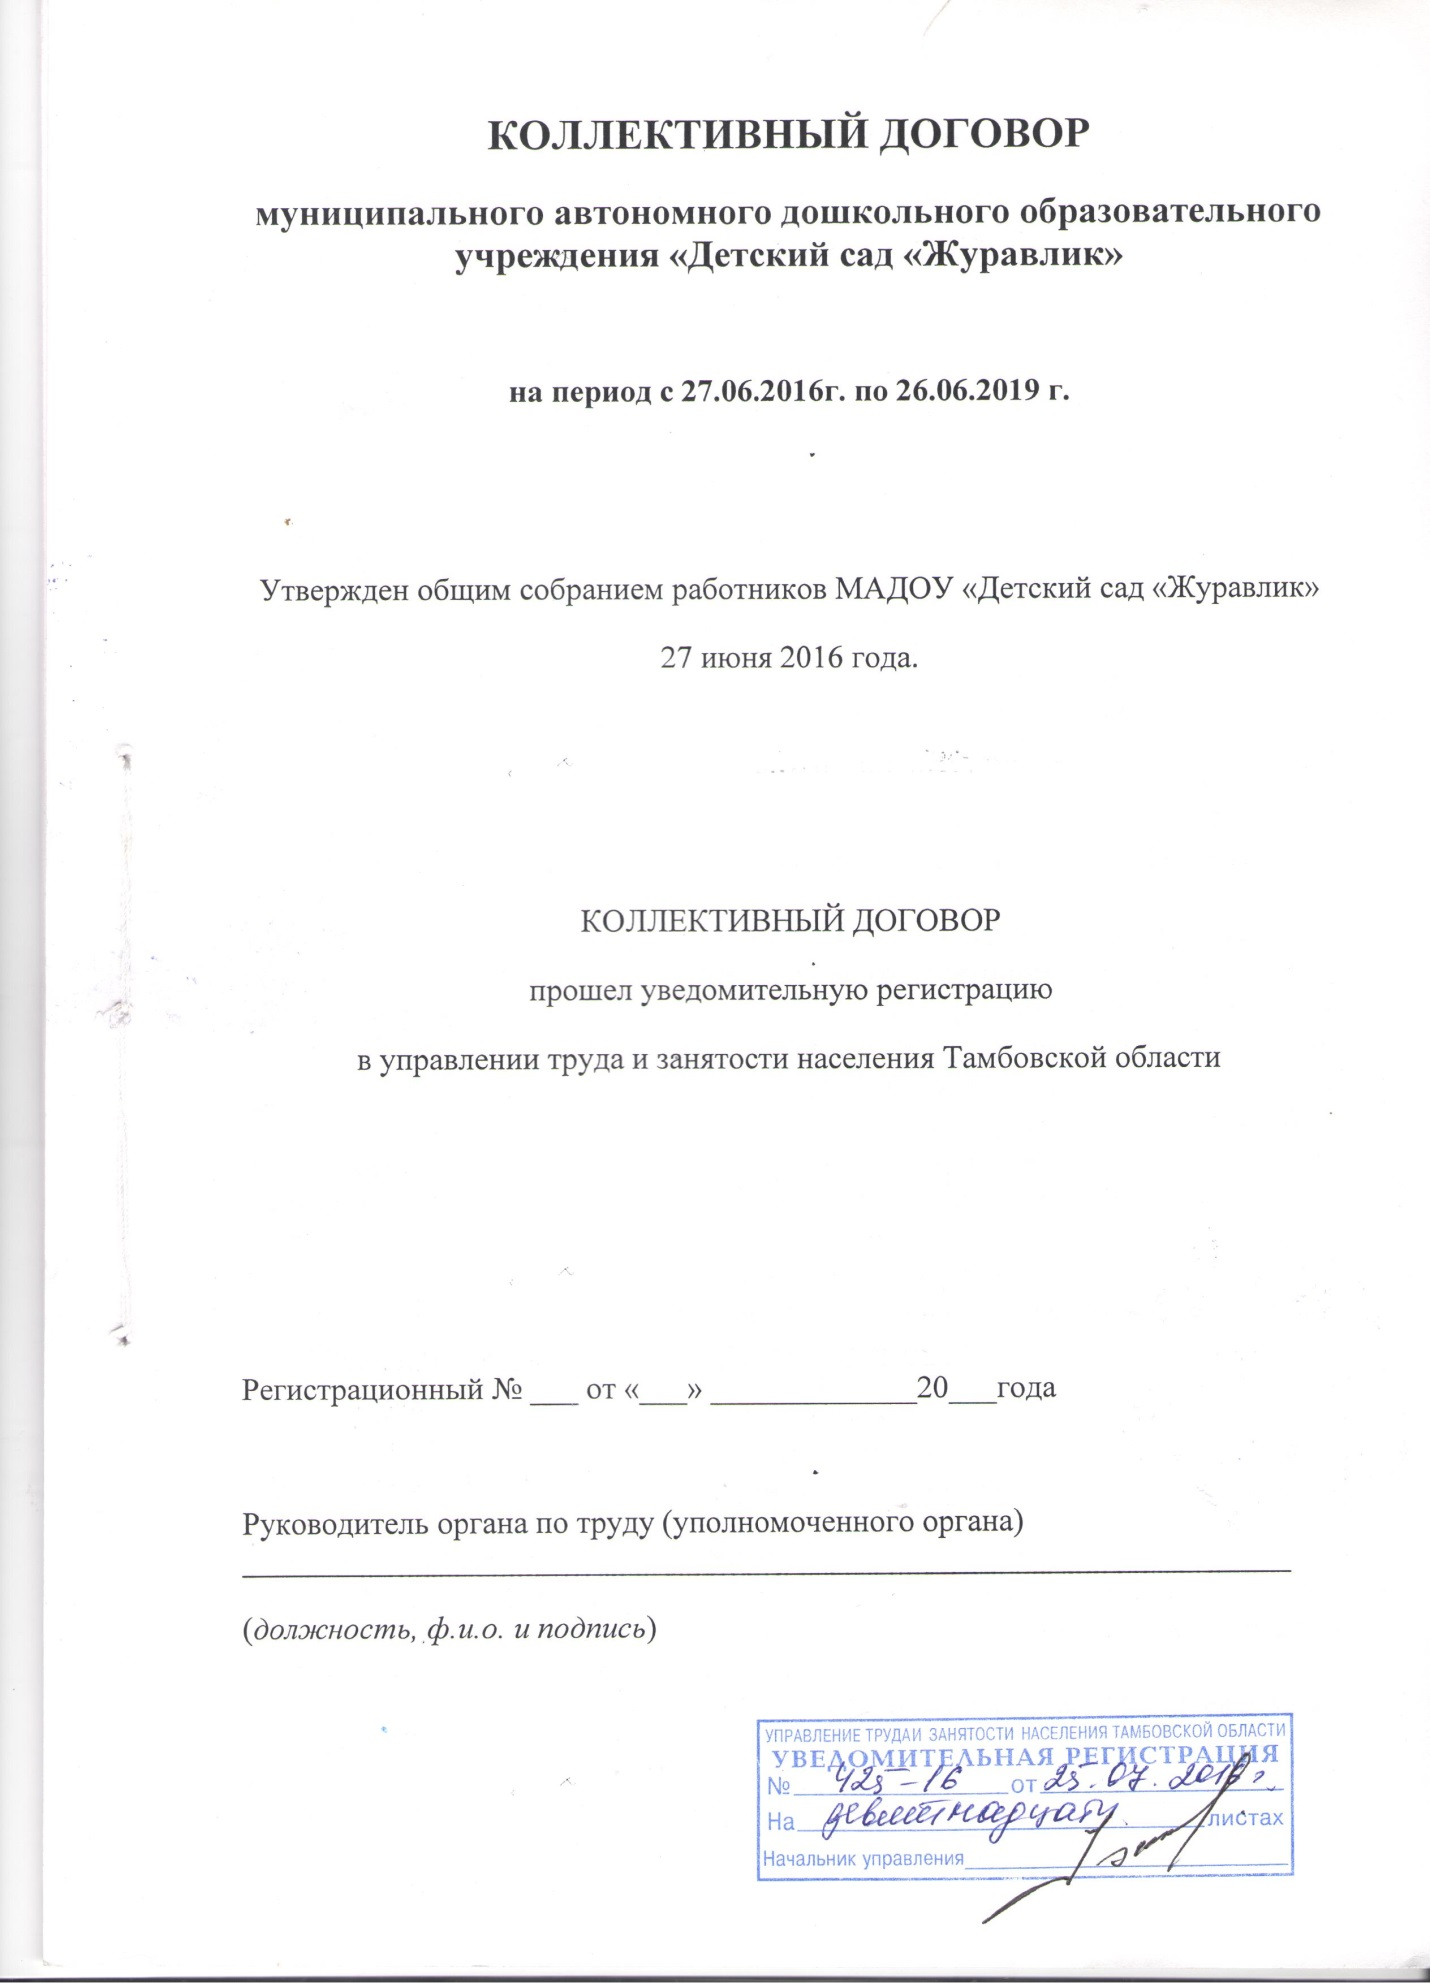 КОЛЛЕКТИВНЫЙ ДОГОВОР
муниципального автономного дошкольного образовательного
учреждения «Детский сад «Журавлик»
на период с 27.06.2016г. по 26.06.2019 г.
Утвержден общим собранием работников МАДОУ «Детский сад «Журавлик»
27 июня 2016 года.
КОЛЛЕКТИВНЫЙ ДОГОВОР
прошел уведомительную регистрацию
в управлении труда и занятости населения Тамбовской области
Регистрационный № ___ от «___» _____________20___года
Руководитель органа по труду (уполномоченного органа)
(должность, ф.и.о. и подпись)
УПРАВЛЕНИЕ ТРУДА И ЗАНЯТОСТИ НАСЕЛЕНИЯ ТАМБОВСКОЙ ОБЛАСТИ
УВЕДОМИТЕЛЬНАЯ РЕГИСТРАЦИЯ
№ 425-16 от 25.07.2016г.
На девятнадцати листах
Начальник управления